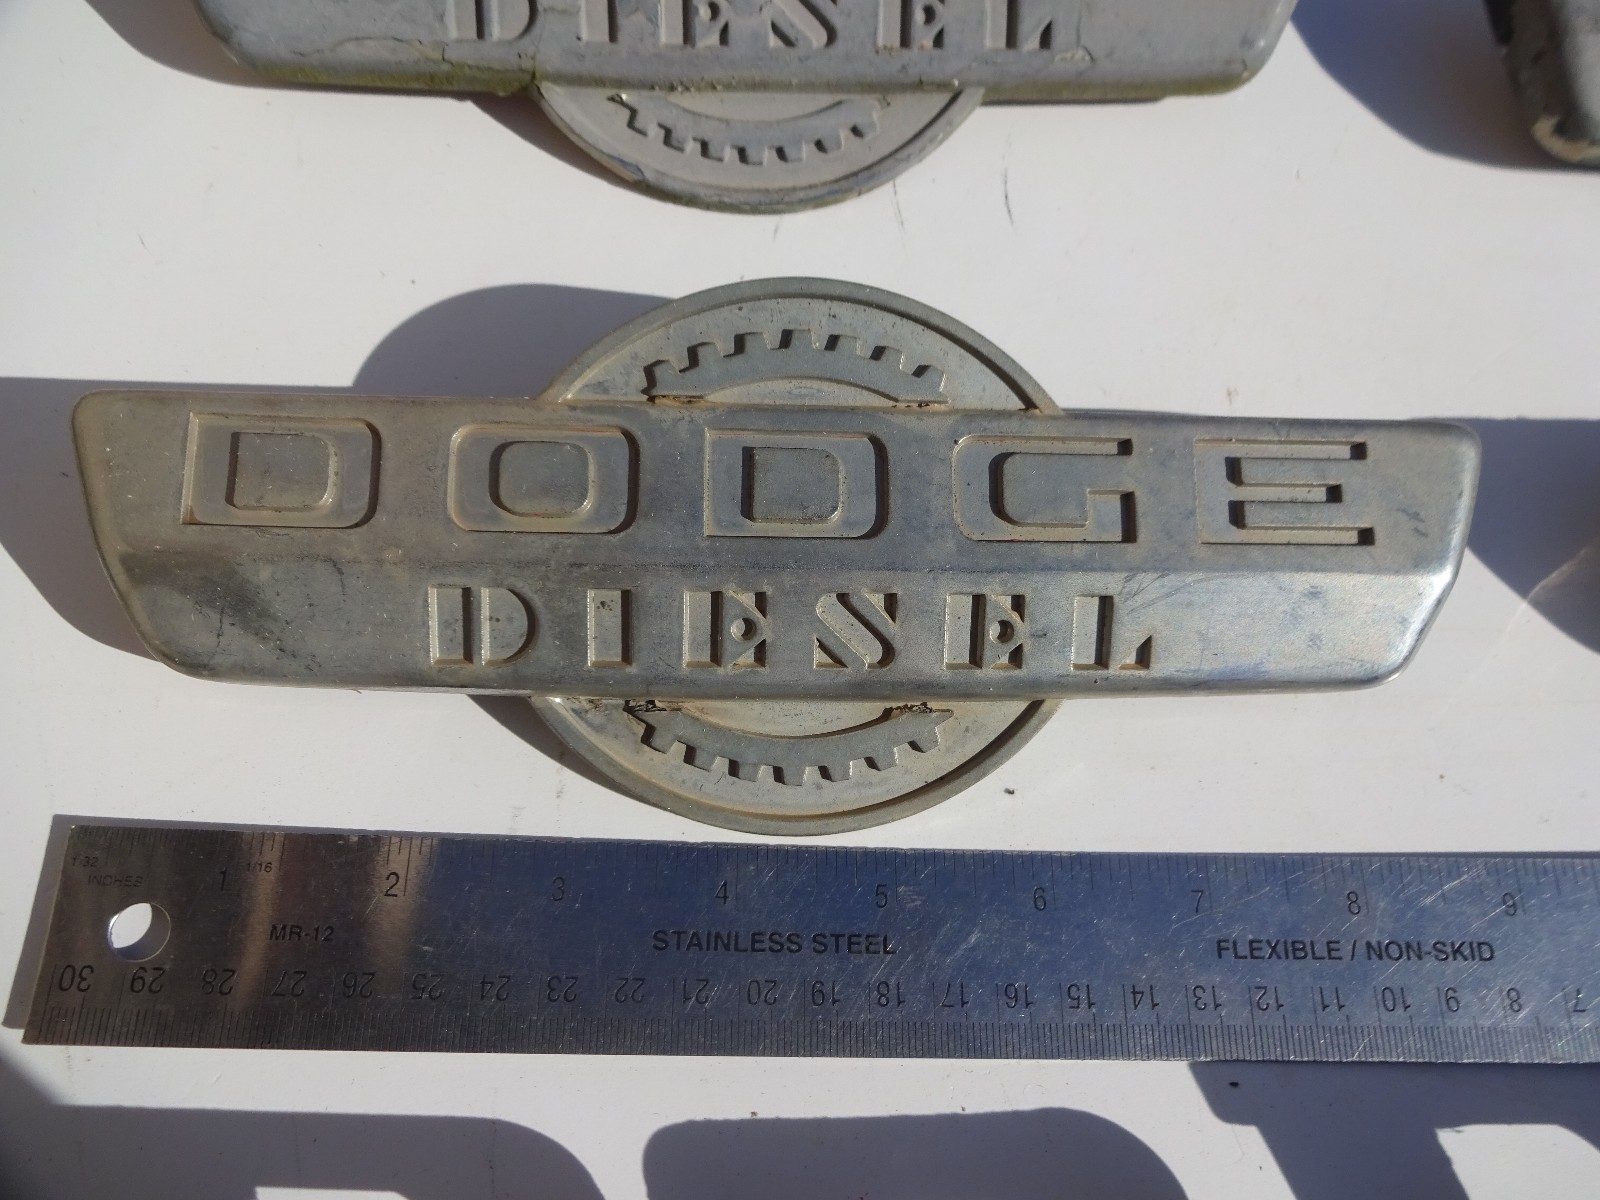 DIESEL
DODGE
DIESEL
1/32 1 1/16 2 3 4 5 6 7 8 9
INCHES
MR-12 STAINLESS STEEL FLEXIBLE / NON-SKID
30 29 28 27 26 25 24 23 22 21 20 19 18 17 16 15 14 13 12 11 10 9 8 7